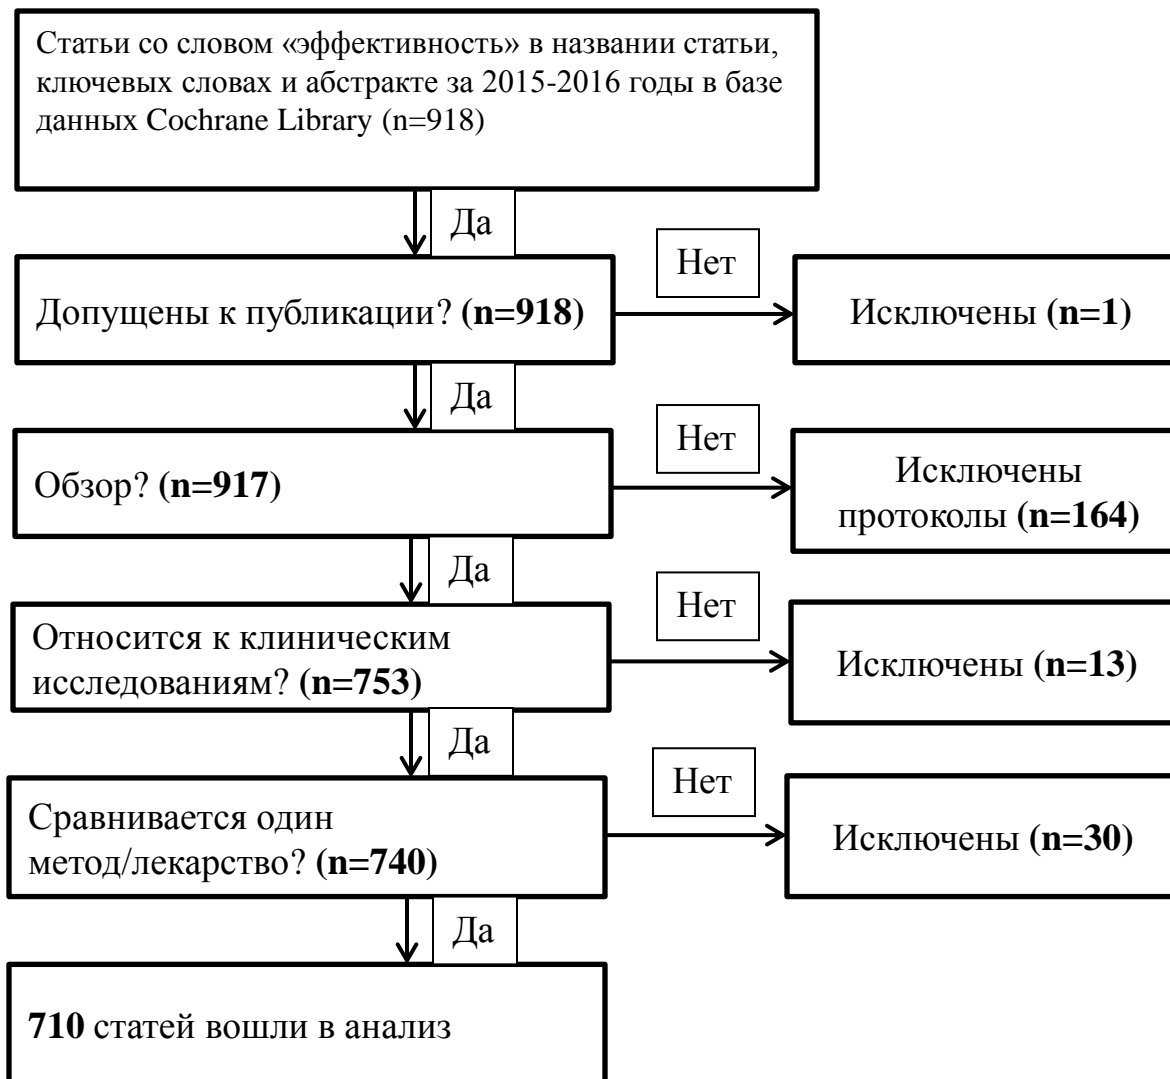 Статьи со словом «эффективность» в названии статьи,
ключевых словах и абстракте за 2015-2016 годы в базе
данных Cochrane Library (n=918)
Да
Нет
Допущены к публикации? (n=918)
Исключены (n=1)
Да
Нет
Обзор? (n=917)
Исключены
протоколы (n=164)
Да
Нет
Относится к клиническим
исследованиям? (n=753)
Исключены (n=13)
Да
Нет
Сравнивается один
метод/лекарство? (n=740)
Исключены (n=30)
Да
710 статей вошли в анализ